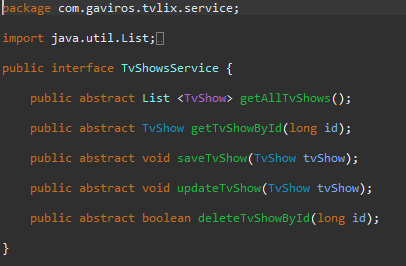 package com.gaviros.tvlix.service;
import java.util.List;
public interface TvShowsService {
public abstract List <TvShow> getAllTvShows();
public abstract TvShow getTvShowById(long id);
public abstract void saveTvShow(TvShow tvShow);
public abstract void updateTvShow(TvShow tvShow);
public abstract boolean deleteTvShowById(long id);
}